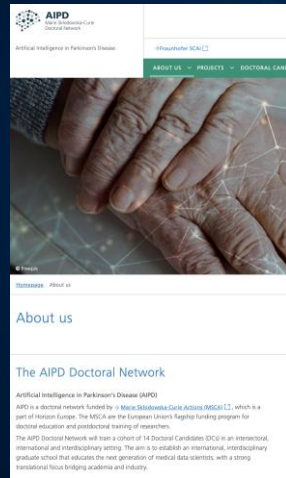 AIPD
Marie Skłodowska-Curie
Doctoral Network
Artificial Intelligence in Parkinson's Disease
Fraunhofer SCAI
ABOUT US
PROJECTS
DOCTORAL CAN
© Freepik
Homepage About us
About us
The AIPD Doctoral Network
Artificial Intelligence in Parkinson's Disease (AIPD)
AIPD is a doctoral network funded by Marie Skłodowska-Curie Actions (MSCA), which is a
part of Horizon Europe. The MSCA are the European Union's flagship funding program for
doctoral education and postdoctoral training of researchers.
The AIPD Doctoral Network will train a cohort of 14 Doctoral Candidates (DCs) in an intersectoral,
international and interdisciplinary setting. The aim is to establish an international, interdisciplinary
graduate school that educates the next generation of medical data scientists, with a strong
translational focus bridging academia and industry.